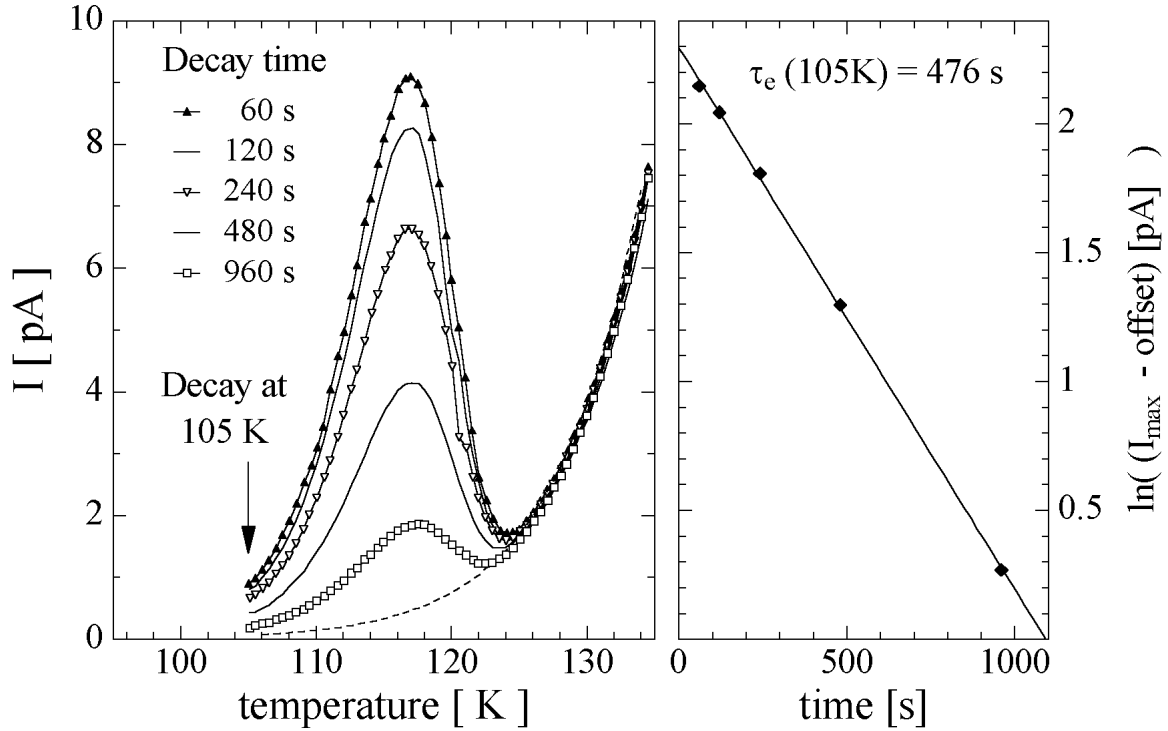 10
8
6
4
2
0
I [ pA]
Decay time
60 s
120 s
240 s
480 s
960 s
Decay at
105 K
100
110
120
130
temperature [ K ]
τe (105K) = 476 s
2
1.5
1
0.5
ln( (Imax - offset) [pA] )
0
500
1000
time [s]